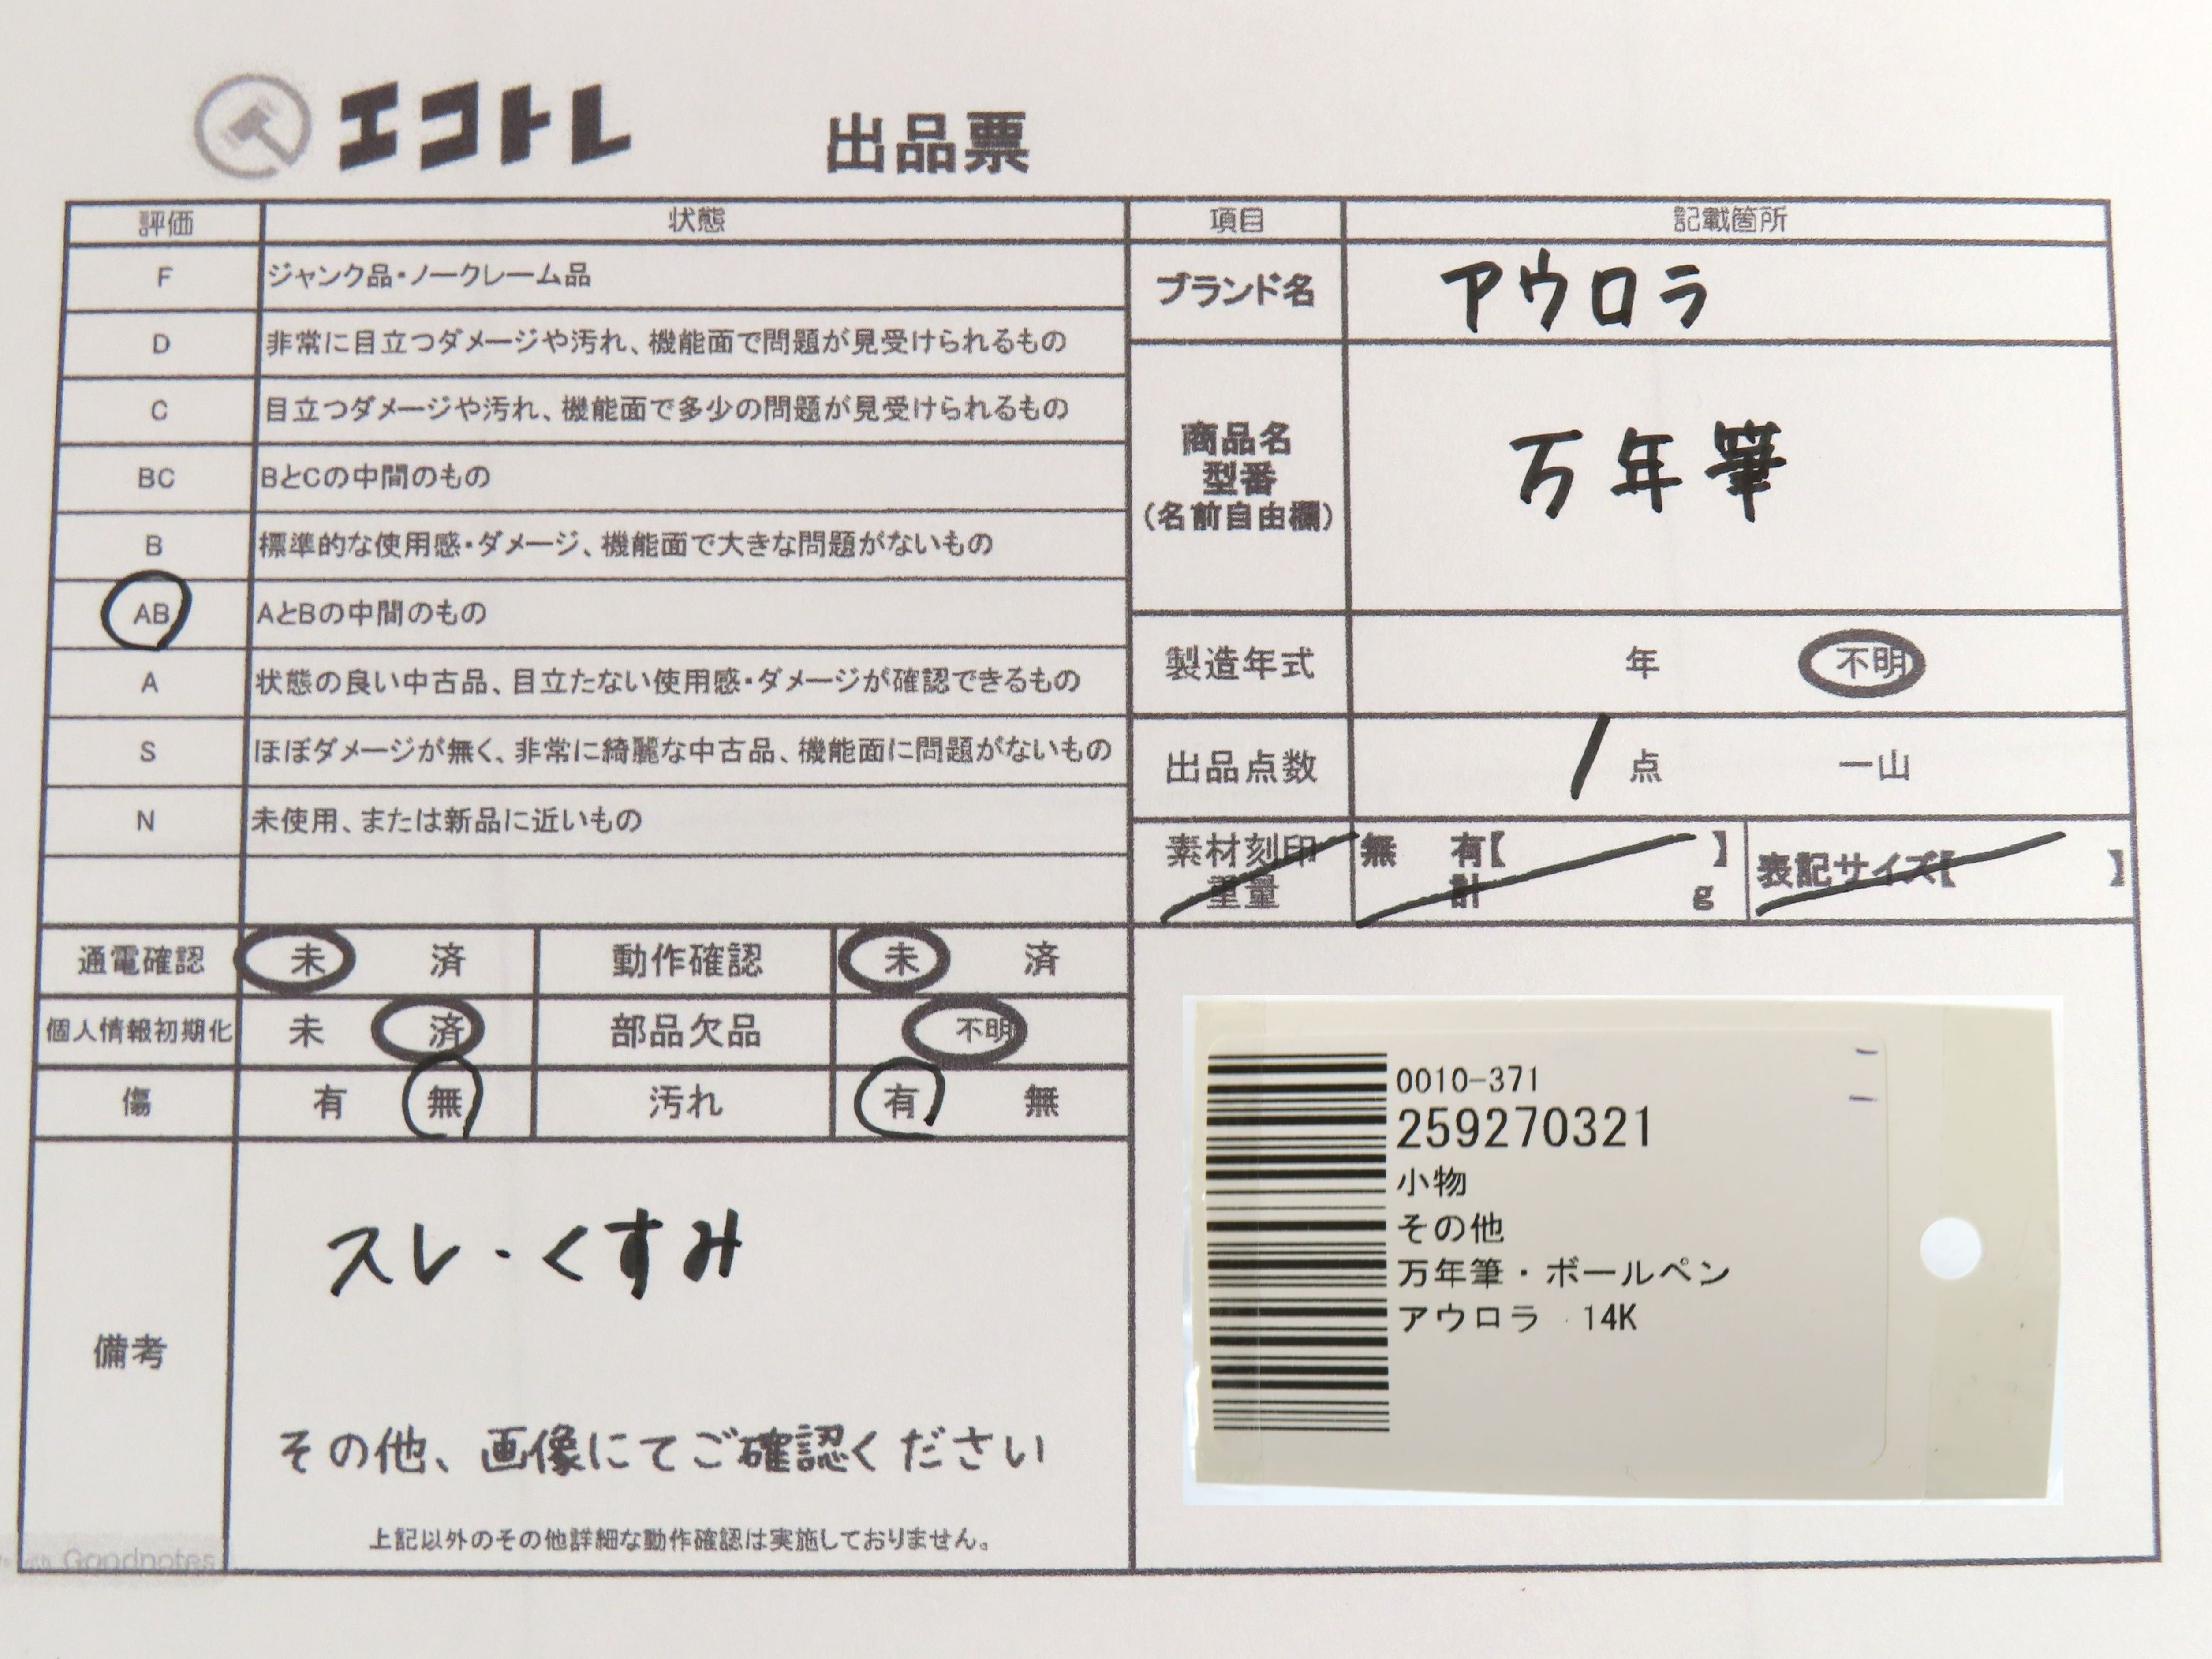 エコトレ 出品票
評価 状態 項目 記載箇所
F ジャンク品・ノークレーム品
D 非常に目立つダメージや汚れ、機能面で問題が見受けられるもの
C 目立つダメージや汚れ、機能面で多少の問題が見受けられるもの
BC BとCの中間のもの
B 標準的な使用感・ダメージ、機能面で大きな問題がないもの
AB AとBの中間のもの
A 状態の良い中古品、目立たない使用感・ダメージが確認できるもの
S ほぼダメージが無く、非常に綺麗な中古品、機能面に問題がないもの
N 未使用、または新品に近いもの
ブランド名 アウロラ
商品名
型番
(名前自由欄)
万年筆
製造年式 年 不明
出品点数 1 点 一山
素材刻印 無 有【 】
重量 計 g
表記サイズ【 】
通電確認 未 済 動作確認 未 済
個人情報初期化 未 済 部品欠品 不明
傷 有 無 汚れ 有 無
備考
スレ・くすみ
その他、画像にてご確認ください
上記以外のその他詳細な動作確認は実施しておりません。
0010-371
259270321
小物
その他
万年筆・ボールペン
アウロラ 14K
Goodnotes